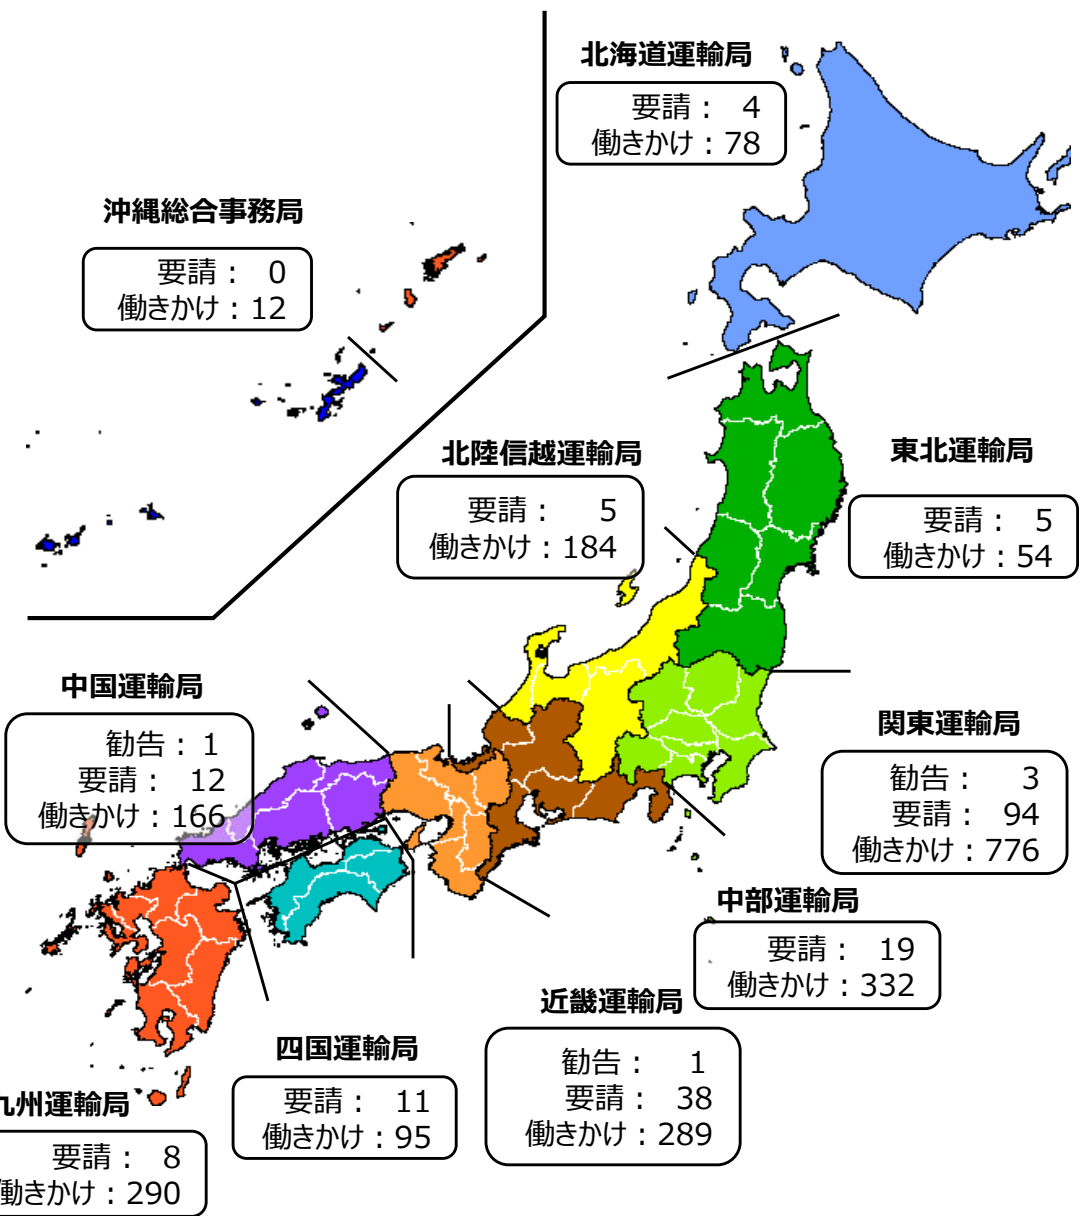 北海道運輸局
要請： 4
働きかけ：78
沖縄総合事務局
要請： 0
働きかけ：12
北陸信越運輸局
要請： 5
働きかけ：184
東北運輸局
要請： 5
働きかけ：54
中国運輸局
勧告：1
要請： 12
働きかけ：166
関東運輸局
勧告： 3
要請： 94
働きかけ：776
中部運輸局
要請： 19
働きかけ：332
近畿運輸局
勧告： 1
要請： 38
働きかけ：289
四国運輸局
要請： 11
働きかけ：95
九州運輸局
要請： 8
働きかけ：290